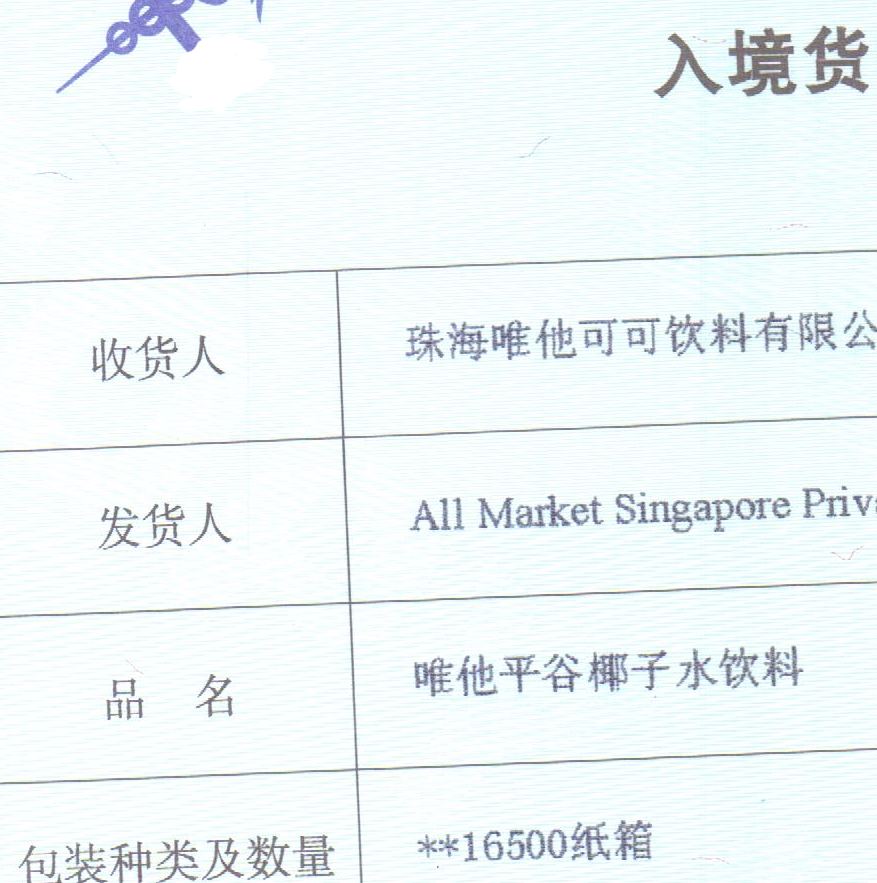 入境货
收货人
珠海唯他可可饮料有限公
发货人
All Market Singapore Priv
品 名
唯他平谷椰子水饮料
包装种类及数量
**16500纸箱